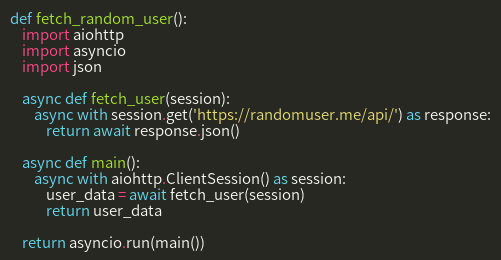 def fetch_random_user():
    import aiohttp
    import asyncio
    import json

    async def fetch_user(session):
        async with session.get('https://randomuser.me/api/') as response:
            return await response.json()

    async def main():
        async with aiohttp.ClientSession() as session:
            user_data = await fetch_user(session)
            return user_data

    return asyncio.run(main())